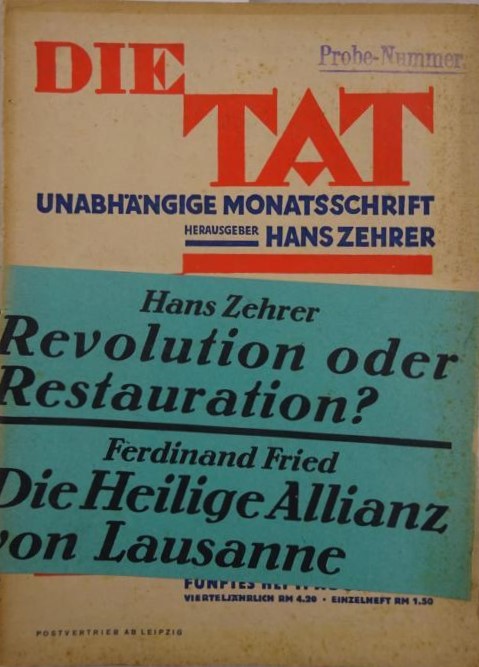 DIE
Probe-Nummer
TAT
UNABHÄNGIGE MONATSSCHRIFT
HERAUSGEBER HANS ZEHRER
Hans Zehrer
Revolution oder
Restauration?
Ferdinand Fried
Die Heilige Allianz
von Lausanne
FÜNFTES
VIERTELJÄHRLICH RM 4.20 · EINZELHEFT RM 1.50
POSTVERTRIEB AB LEIPZIG